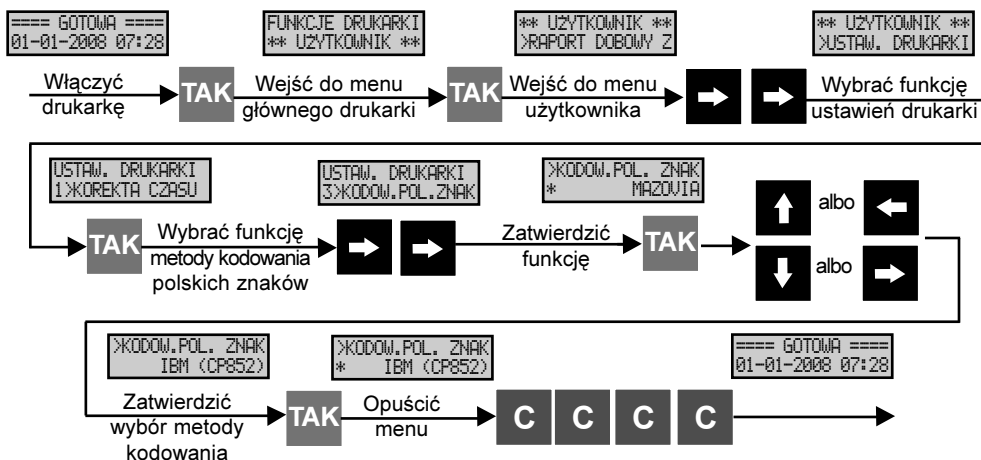 ==== GOTOWA ====
01-01-2008 07:28
FUNKCJE DRUKARKI
** UŻYTKOWNIK **
** UŻYTKOWNIK **
>RAPORT DOBOWY Z
** UŻYTKOWNIK **
>USTAW. DRUKARKI
Włączyć
drukarkę
TAK
Wejść do menu
głównego drukarki
TAK
Wejść do menu
użytkownika
Wybrać funkcję
ustawień drukarki
USTAW. DRUKARKI
1>KOREKTA CZASU
USTAW. DRUKARKI
3>KODOW.POL.ZNAK
>KODOW.POL. ZNAK
* MAZOVIA
TAK
Wybrać funkcję
metody kodowania
polskich znaków
Zatwierdzić
funkcję
TAK
albo
albo
>KODOW.POL. ZNAK
IBM (CP852)
>KODOW.POL. ZNAK
* IBM (CP852)
==== GOTOWA ====
01-01-2008 07:28
Zatwierdzić
wybór metody
kodowania
TAK
Opuścić
menu
C C C C